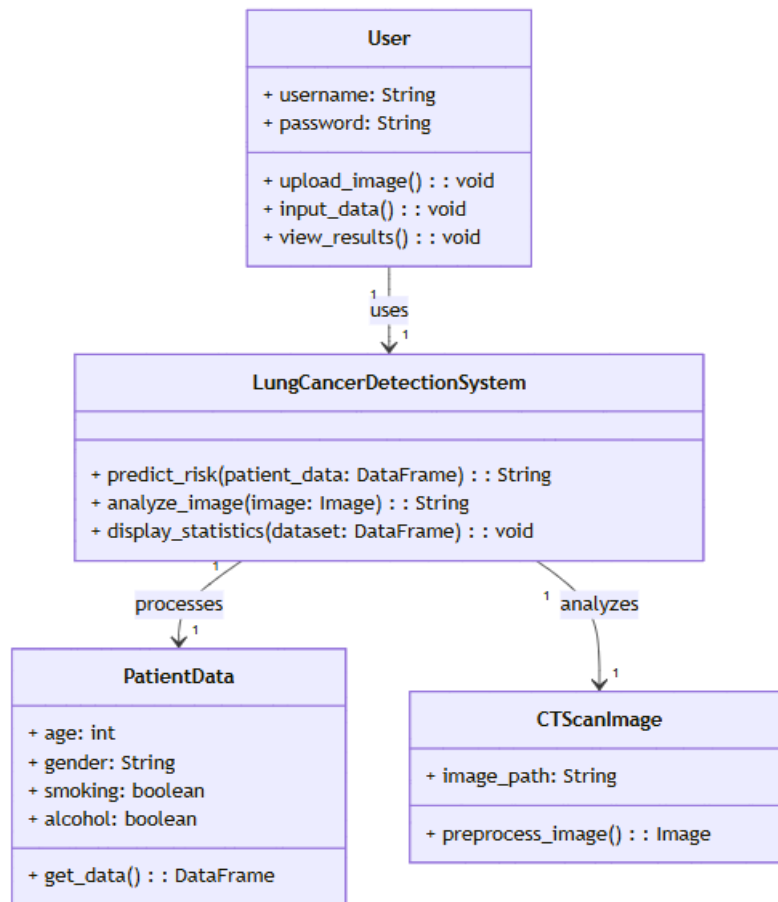 User
+ username: String
+ password: String
+ upload_image() : : void
+ input_data() : : void
+ view_results() : : void
1
uses
1
LungCancerDetectionSystem
+ predict_risk(patient_data: DataFrame) : : String
+ analyze_image(image: Image) : : String
+ display_statistics(dataset: DataFrame) : : void
1
processes
1
1
analyzes
1
PatientData
+ age: int
+ gender: String
+ smoking: boolean
+ alcohol: boolean
+ get_data() : : DataFrame
CTScanImage
+ image_path: String
+ preprocess_image() : : Image